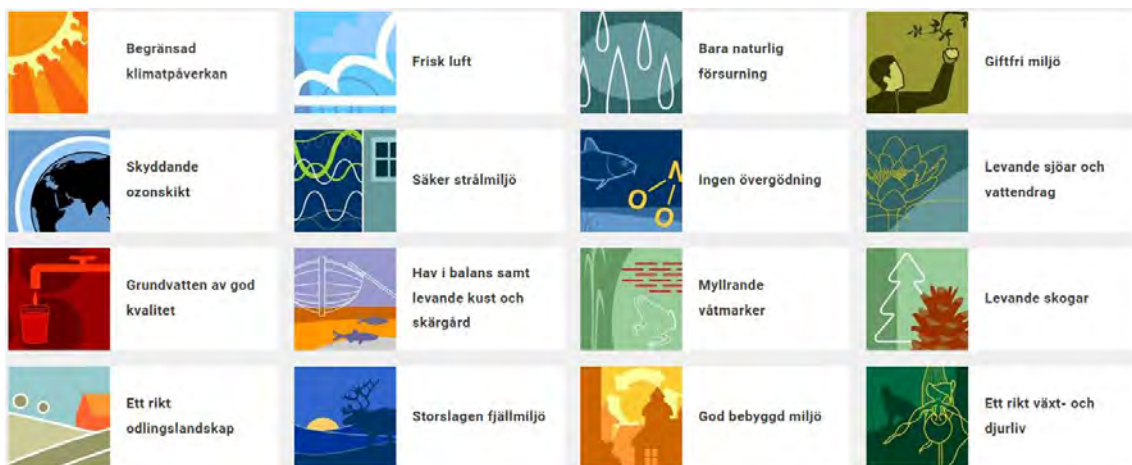 Begränsad
klimatpåverkan
Frisk luft
Bara naturlig
försurning
Giftfri miljö
Skyddande
ozonskikt
Säker strålmiljö
N
O
O
Ingen övergödning
Levande sjöar och
vattendrag
Grundvatten av god
kvalitet
Hav i balans samt
levande kust och
skärgård
Myllrande
våtmarker
Levande skogar
Ett rikt
odlingslandskap
Storslagen fjällmiljö
God bebyggd miljö
Ett rikt växt- och
djurliv